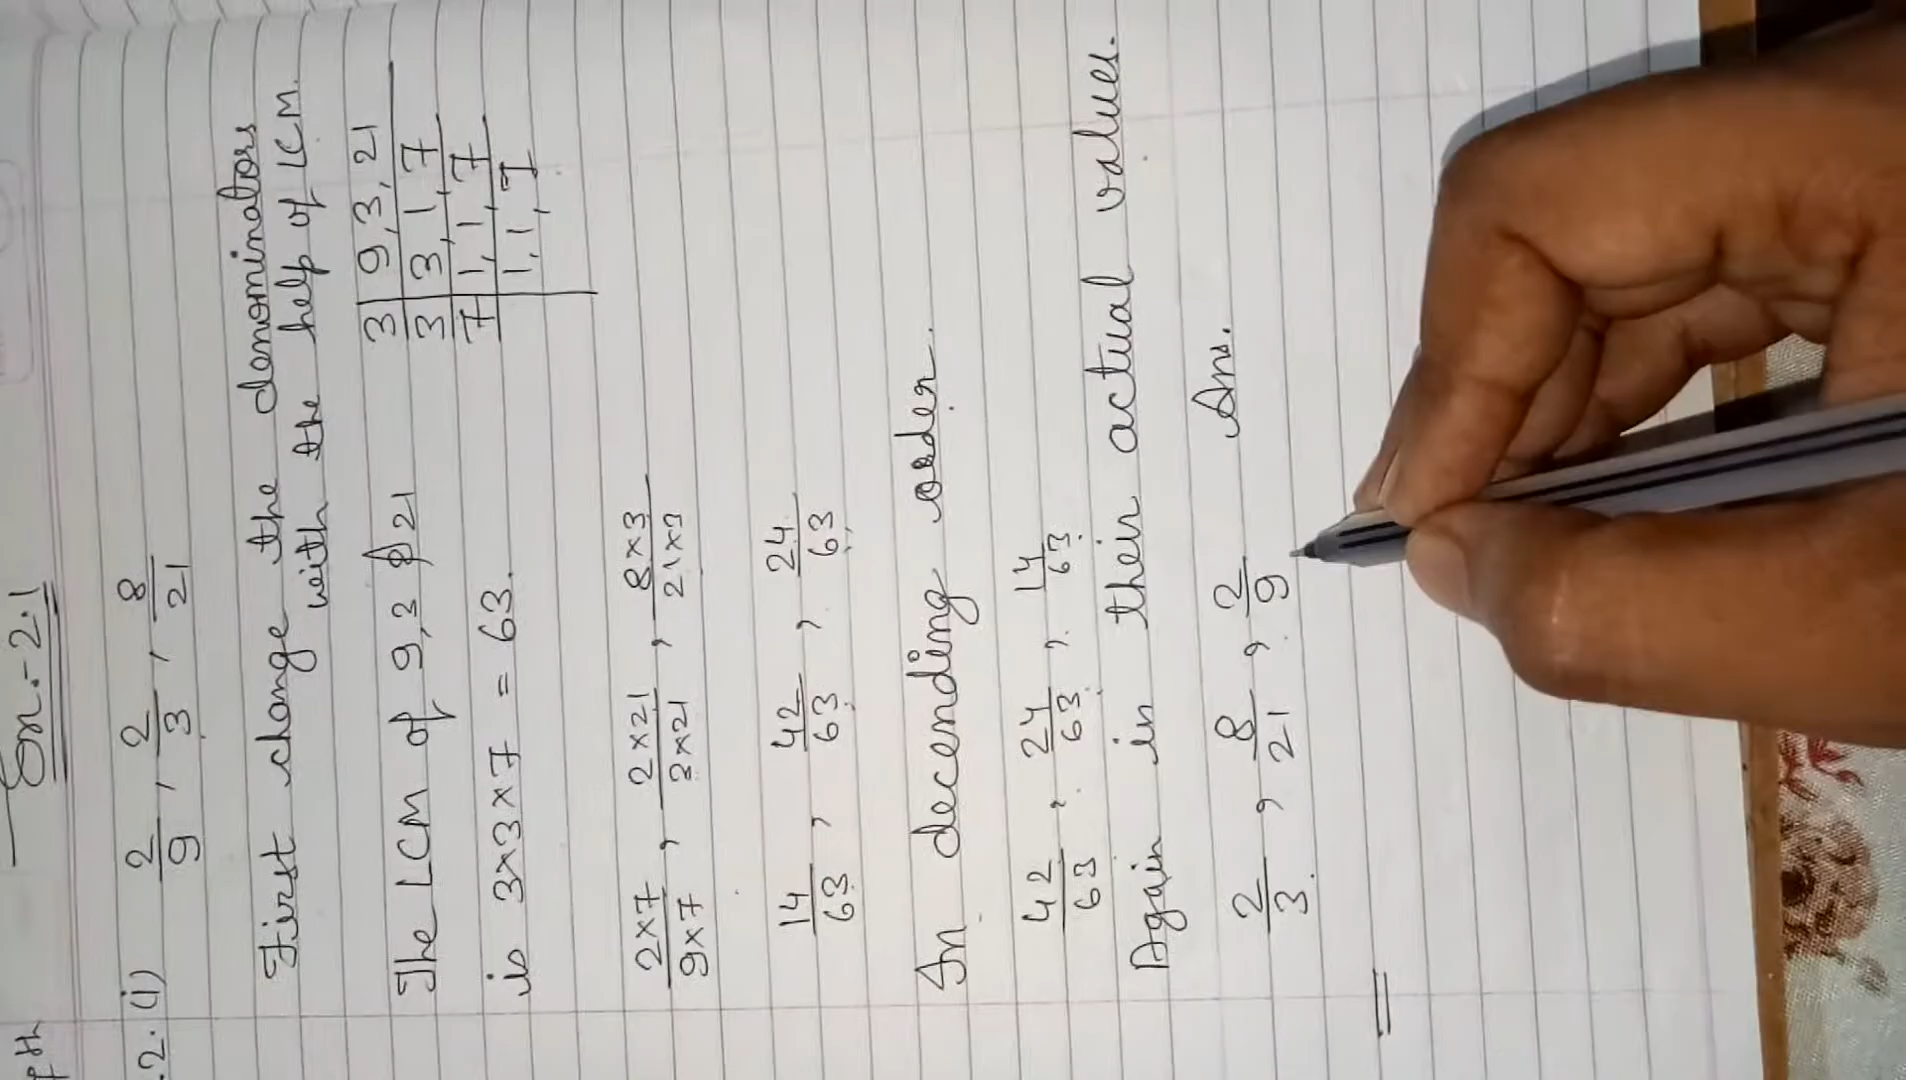 Ex.-2.1
.2.(i) 2/9, 2/3, 8/21
First change the denominators
with the help of LCM.
The LCM of 9,3 & 21
is 3×3×7 = 63.
3 | 9, 3, 21
3 | 3, 1, 7
7 | 1, 1, 7
1, 1, 1
2×7/9×7, 2×21/3×21, 8×3/21×3
14/63, 42/63, 24/63
In decending order.
42/63, 24/63, 14/63
Again in their actual values.
2/3, 8/21, 2/9 Ans.